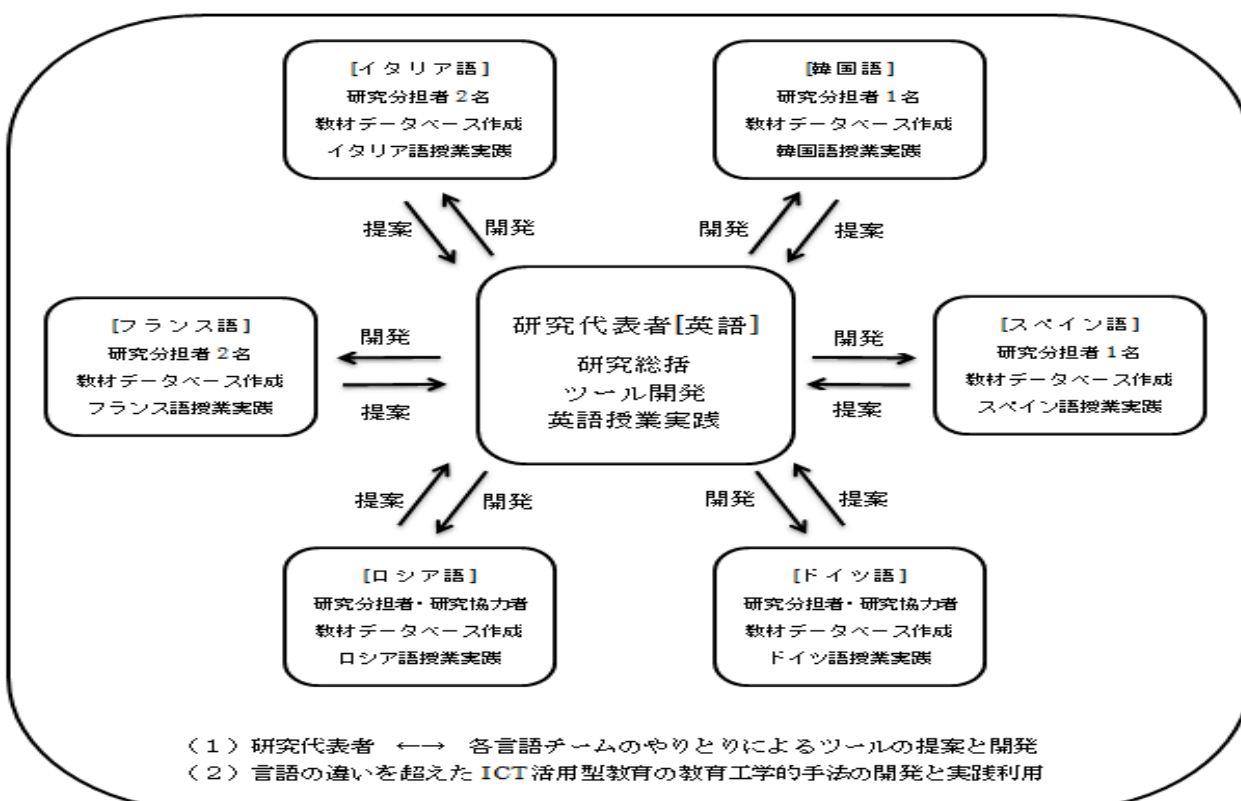 [イタリア語]
研究分担者2名
教材データベース作成
イタリア語授業実践
[韓国語]
研究分担者1名
教材データベース作成
韓国語授業実践
提案
開発
開発
提案
[フランス語]
研究分担者2名
教材データベース作成
フランス語授業実践
開発
提案
研究代表者[英語]
研究総括
ツール開発
英語授業実践
開発
提案
[スペイン語]
研究分担者1名
教材データベース作成
スペイン語授業実践
提案
開発
開発
提案
[ロシア語]
研究分担者・研究協力者
教材データベース作成
ロシア語授業実践
[ドイツ語]
研究分担者・研究協力者
教材データベース作成
ドイツ語授業実践
(1)研究代表者 ←→ 各言語チームのやりとりによるツールの提案と開発
(2)言語の違いを超えたICT活用型教育の教育工学的手法の開発と実践利用